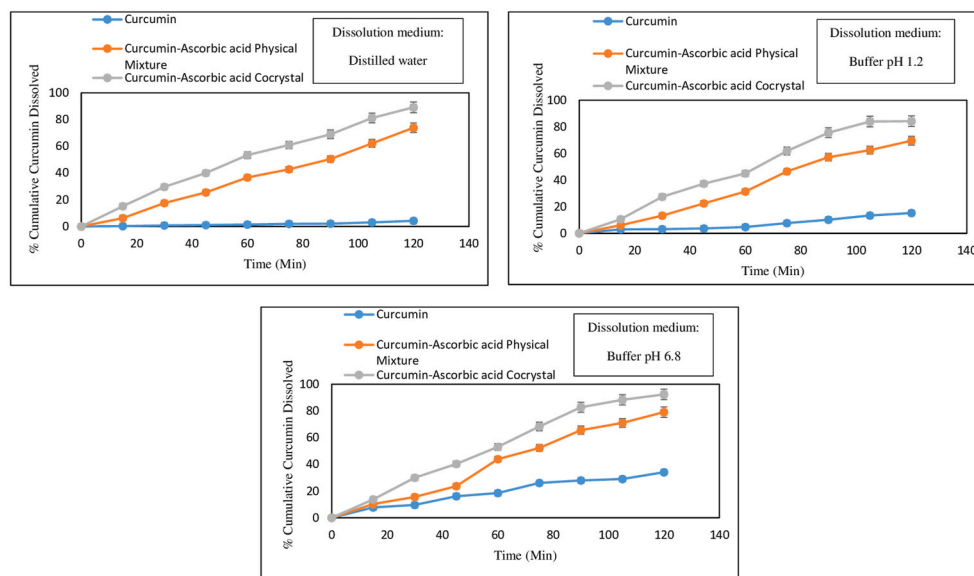 Curcumin
Curcumin-Ascorbic acid Physical
Mixture
Curcumin-Ascorbic acid Cocrystal
Dissolution medium:
Distilled water
% Cumulative Curcumin Dissolved
100
80
60
40
20
0
0 20 40 60 80 100 120 140
Time (Min)
Curcumin
Curcumin-Ascorbic acid Physical
Mixture
Curcumin-Ascorbic acid Cocrystal
Dissolution medium:
Buffer pH 1.2
% Cumulative Curcumin Dissolved
100
80
60
40
20
0
0 20 40 60 80 100 120 140
Time (Min)
Curcumin
Curcumin-Ascorbic acid Physical
Mixture
Curcumin-Ascorbic acid Cocrystal
Dissolution medium:
Buffer pH 6.8
% Cumulative Curcumin Dissolved
100
80
60
40
20
0
0 20 40 60 80 100 120 140
Time (Min)